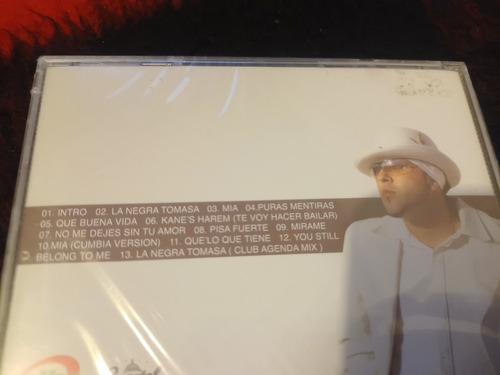 01. INTRO 02. LA NEGRA TOMASA 03. MIA 04.PURAS MENTIRAS
05. QUE BUENA VIDA 06. KANE'S HAREM (TE VOY HACER BAILAR)
07. NO ME DEJES SIN TU AMOR 08. PISA FUERTE 09. MIRAME
10.MIA (CUMBIA VERSION) 11. QUE'LO QUE TIENE 12. YOU STILL
BELONG TO ME 13. LA NEGRA TOMASA ( CLUB AGENDA MIX )